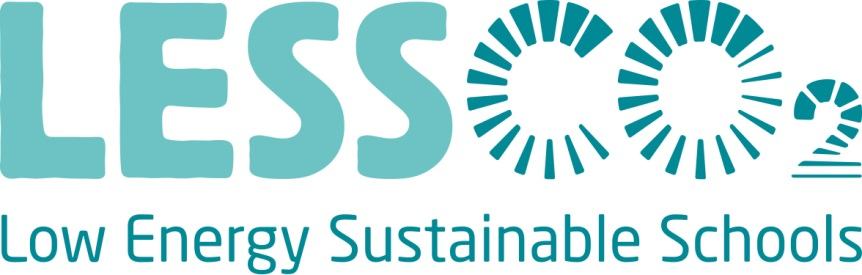 LESSCO₂
Low Energy Sustainable Schools